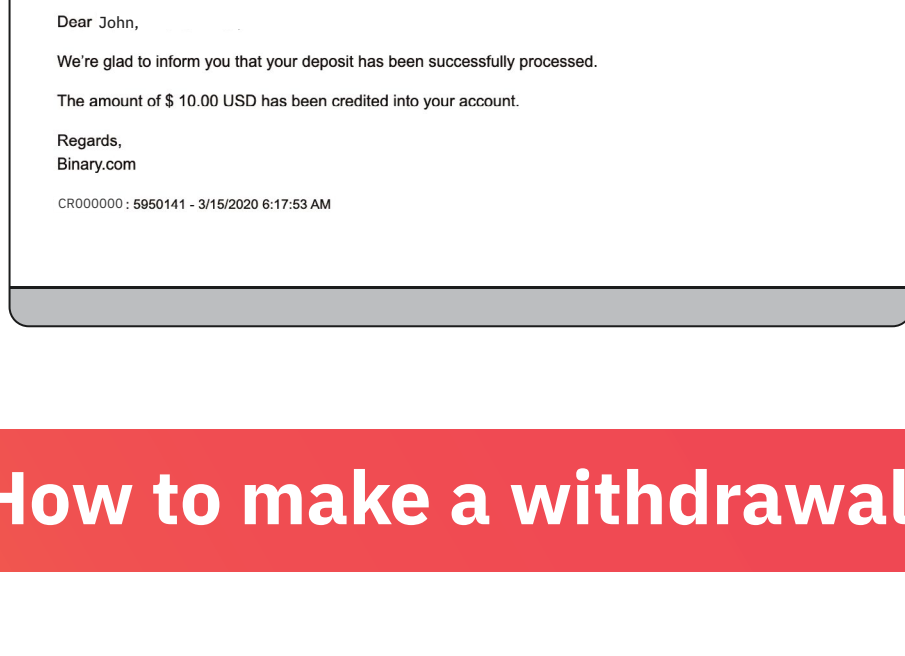 Dear John,
We're glad to inform you that your deposit has been successfully processed.
The amount of $ 10.00 USD has been credited into your account.
Regards,
Binary.com
CR000000 : 5950141 - 3/15/2020 6:17:53 AM
How to make a withdrawal